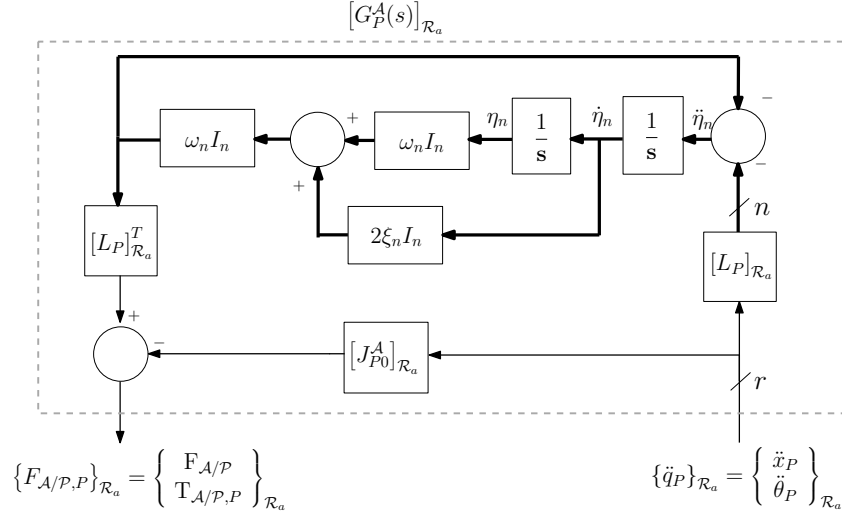 [G_P^𝒜(s)]_{ℛ_a}
−
ω_n I_n
+
ω_n I_n
η_n
1/s
η̇_n
1/s
η̈_n
−
+
2ξ_n I_n
n
[L_P]^T_{ℛ_a}
[L_P]_{ℛ_a}
+
−
[J_{P0}^𝒜]_{ℛ_a}
r
{F_{𝒜/𝒫,P}}_{ℛ_a} = { F_{𝒜/𝒫} T_{𝒜/𝒫,P} }_{ℛ_a}
{q̈_P}_{ℛ_a} = { ẍ_P θ̈_P }_{ℛ_a}